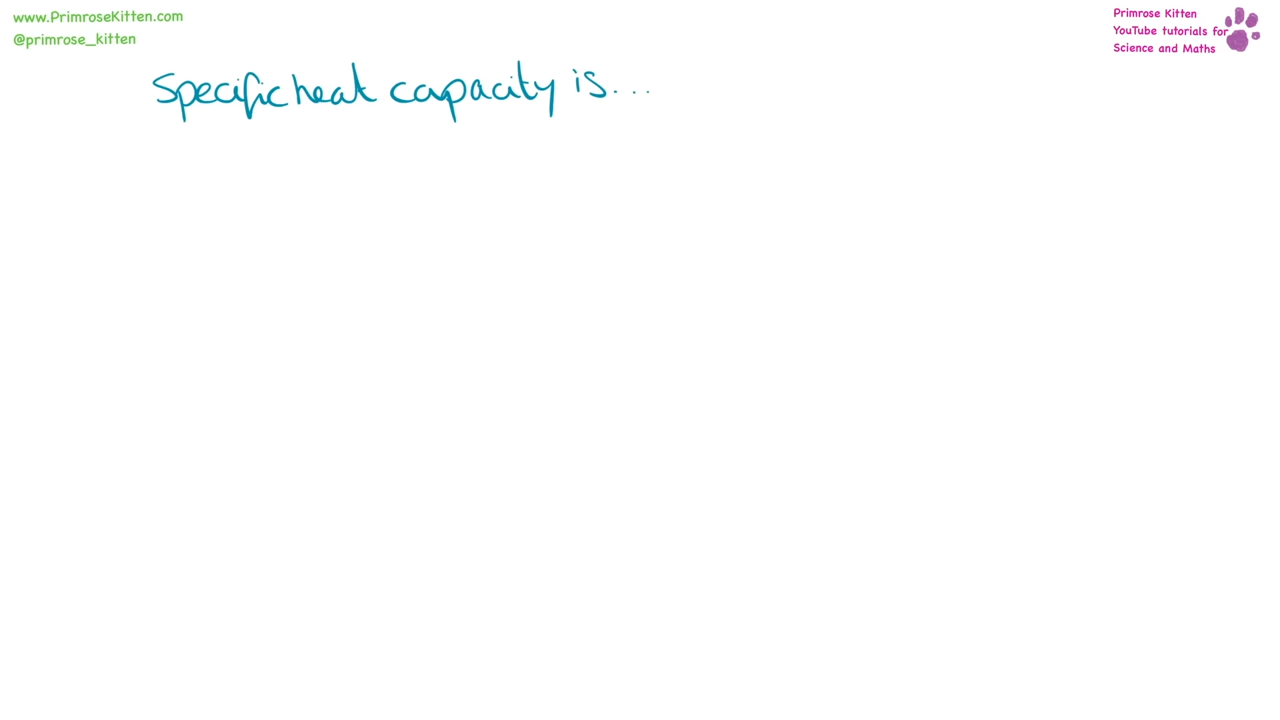 www.PrimroseKitten.com
@primrose_kitten
Primrose Kitten
YouTube tutorials for
Science and Maths
Specific heat capacity is...